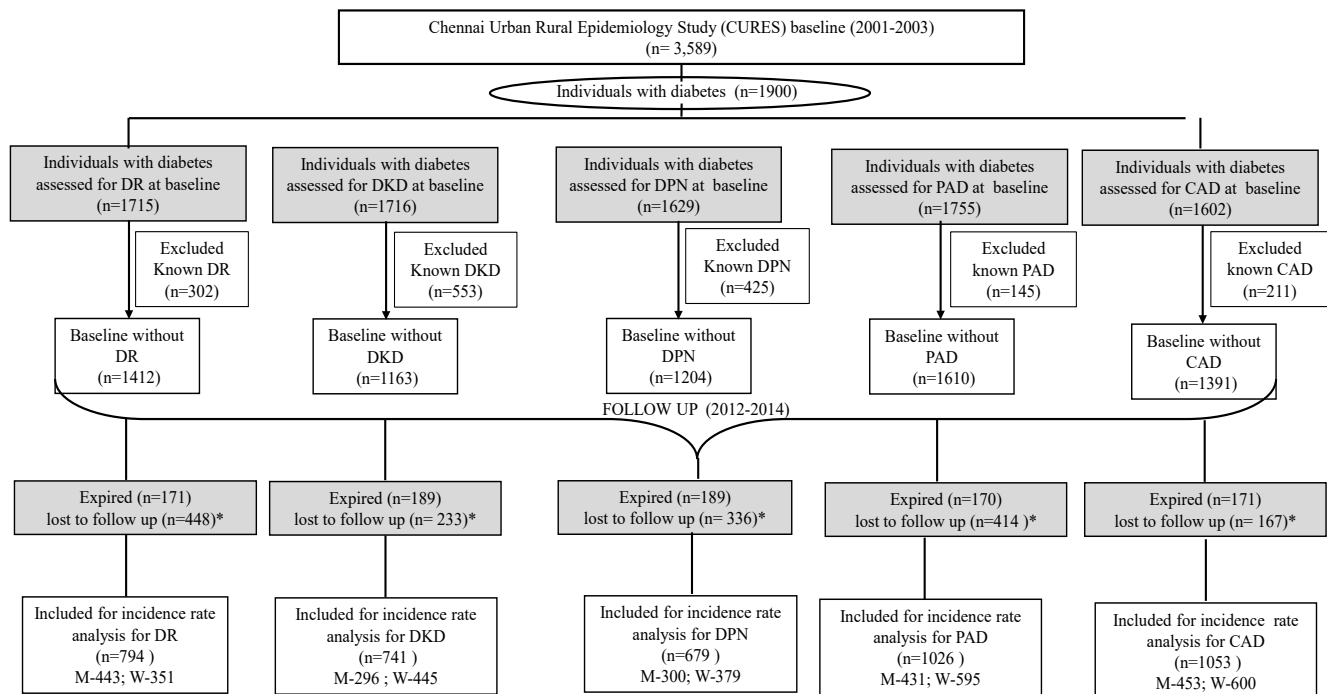 Chennai Urban Rural Epidemiology Study (CURES) baseline (2001-2003)
(n= 3,589)
Individuals with diabetes (n=1900)
Individuals with diabetes
assessed for DR at baseline
(n=1715)
Individuals with diabetes
assessed for DKD at baseline
(n=1716)
Individuals with diabetes
assessed for DPN at baseline
(n=1629)
Individuals with diabetes
assessed for PAD at baseline
(n=1755)
Individuals with diabetes
assessed for CAD at baseline
(n=1602)
Excluded
Known DR
(n=302)
Excluded
Known DKD
(n=553)
Excluded
Known DPN
(n=425)
Excluded
known PAD
(n=145)
Excluded
known CAD
(n=211)
Baseline without
DR
(n=1412)
Baseline without
DKD
(n=1163)
Baseline without
DPN
(n=1204)
Baseline without
PAD
(n=1610)
Baseline without
CAD
(n=1391)
FOLLOW UP (2012-2014)
Expired (n=171)
lost to follow up (n=448)*
Expired (n=189)
lost to follow up (n= 233)*
Expired (n=189)
lost to follow up (n= 336)*
Expired (n=170)
lost to follow up (n=414 )*
Expired (n=171)
lost to follow up (n= 167)*
Included for incidence rate
analysis for DR
(n=794 )
M-443; W-351
Included for incidence rate
analysis for DKD
(n=741 )
M-296 ; W-445
Included for incidence rate
analysis for DPN
(n=679 )
M-300; W-379
Included for incidence rate
analysis for PAD
(n=1026 )
M-431; W-595
Included for incidence rate
analysis for CAD
(n=1053 )
M-453; W-600